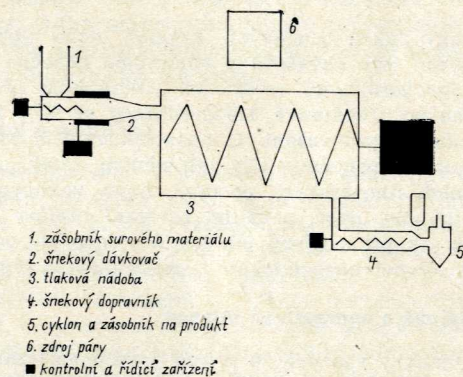 1
6
2
3
4
5
1. zásobník surového materiálu
2. šnekový dávkovač
3. tlaková nádoba
4. šnekový dopravník
5. cyklon a zásobník na produkt
6. zdroj páry
■ kontrolní a řídicí zařízení